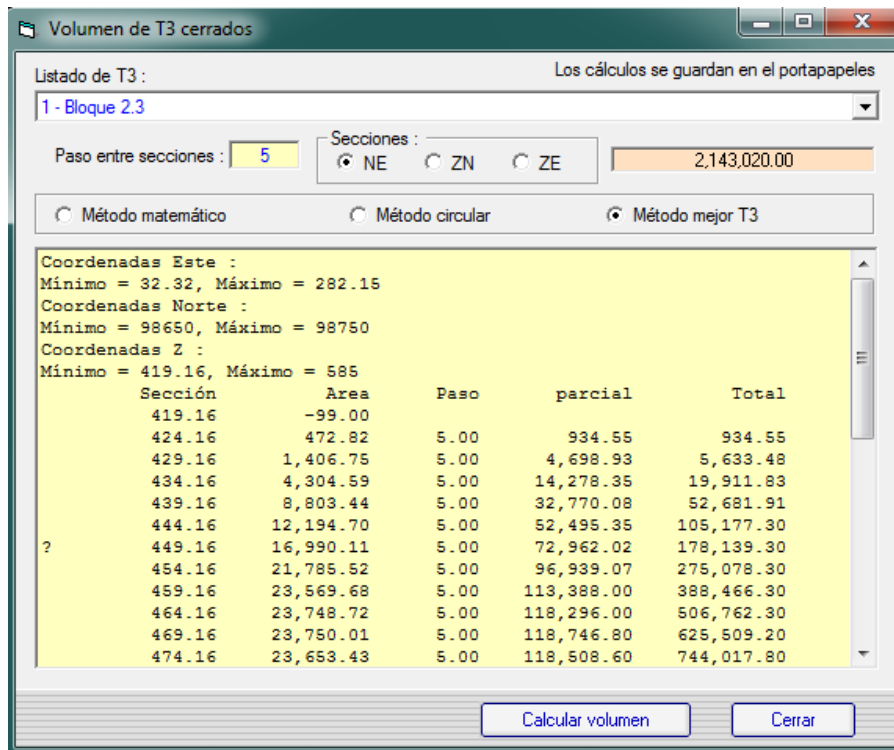 Volumen de T3 cerrados
Listado de T3 :
Los cálculos se guardan en el portapapeles
1 - Bloque 2.3
Paso entre secciones : 5
Secciones :
NE ZN ZE
2,143,020.00
Método matemático Método circular Método mejor T3
Coordenadas Este :
Mínimo = 32.32, Máximo = 282.15
Coordenadas Norte :
Mínimo = 98650, Máximo = 98750
Coordenadas Z :
Mínimo = 419.16, Máximo = 585
Sección Area Paso parcial Total
419.16 -99.00
424.16 472.82 5.00 934.55 934.55
429.16 1,406.75 5.00 4,698.93 5,633.48
434.16 4,304.59 5.00 14,278.35 19,911.83
439.16 8,803.44 5.00 32,770.08 52,681.91
444.16 12,194.70 5.00 52,495.35 105,177.30
? 449.16 16,990.11 5.00 72,962.02 178,139.30
454.16 21,785.52 5.00 96,939.07 275,078.30
459.16 23,569.68 5.00 113,388.00 388,466.30
464.16 23,748.72 5.00 118,296.00 506,762.30
469.16 23,750.01 5.00 118,746.80 625,509.20
474.16 23,653.43 5.00 118,508.60 744,017.80
Calcular volumen Cerrar